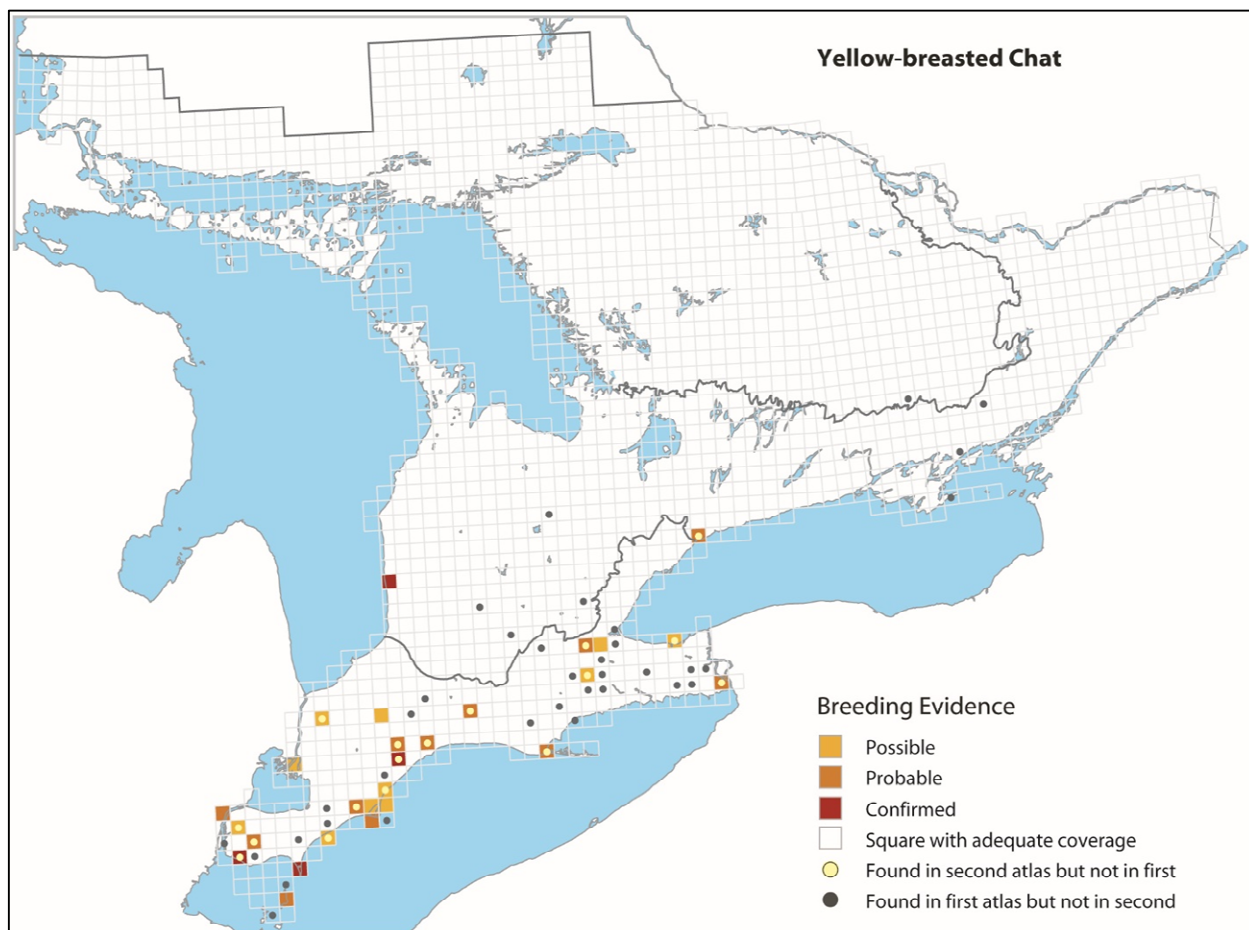 Yellow-breasted Chat
Breeding Evidence
Possible
Probable
Confirmed
Square with adequate coverage
Found in second atlas but not in first
Found in first atlas but not in second